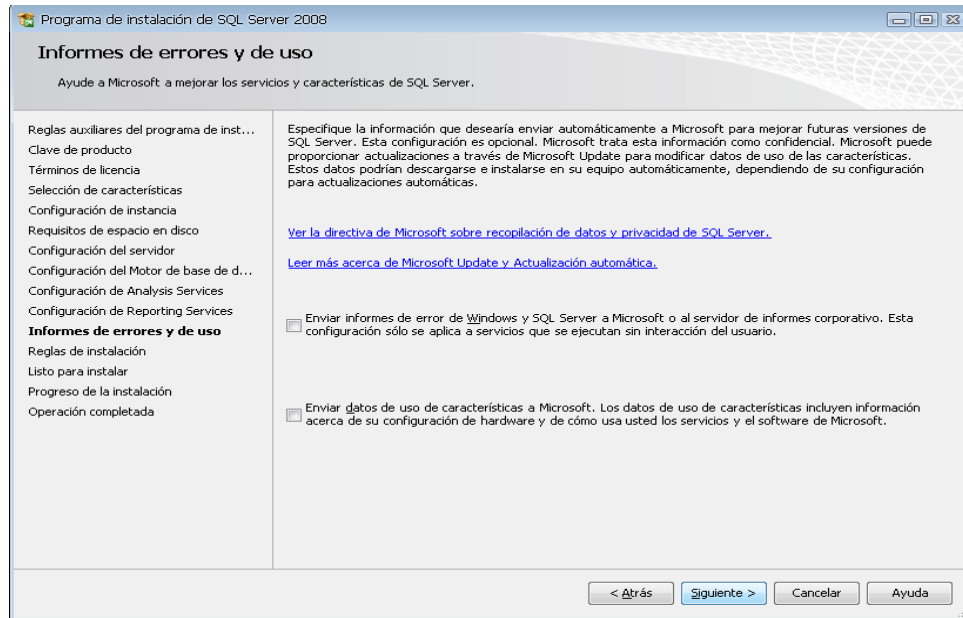 Programa de instalación de SQL Server 2008
Informes de errores y de uso
Ayude a Microsoft a mejorar los servicios y características de SQL Server.
Reglas auxiliares del programa de inst...
Clave de producto
Términos de licencia
Selección de características
Configuración de instancia
Requisitos de espacio en disco
Configuración del servidor
Configuración del Motor de base de d...
Configuración de Analysis Services
Configuración de Reporting Services
Informes de errores y de uso
Reglas de instalación
Listo para instalar
Progreso de la instalación
Operación completada
Especifique la información que desearía enviar automáticamente a Microsoft para mejorar futuras versiones de
SQL Server. Esta configuración es opcional. Microsoft trata esta información como confidencial. Microsoft puede
proporcionar actualizaciones a través de Microsoft Update para modificar datos de uso de las características.
Estos datos podrían descargarse e instalarse en su equipo automáticamente, dependiendo de su configuración
para actualizaciones automáticas.
Ver la directiva de Microsoft sobre recopilación de datos y privacidad de SQL Server.
Leer más acerca de Microsoft Update y Actualización automática.
Enviar informes de error de Windows y SQL Server a Microsoft o al servidor de informes corporativo. Esta
configuración sólo se aplica a servicios que se ejecutan sin interacción del usuario.
Enviar datos de uso de características a Microsoft. Los datos de uso de características incluyen información
acerca de su configuración de hardware y de cómo usa usted los servicios y el software de Microsoft.
< Atrás
Siguiente >
Cancelar
Ayuda